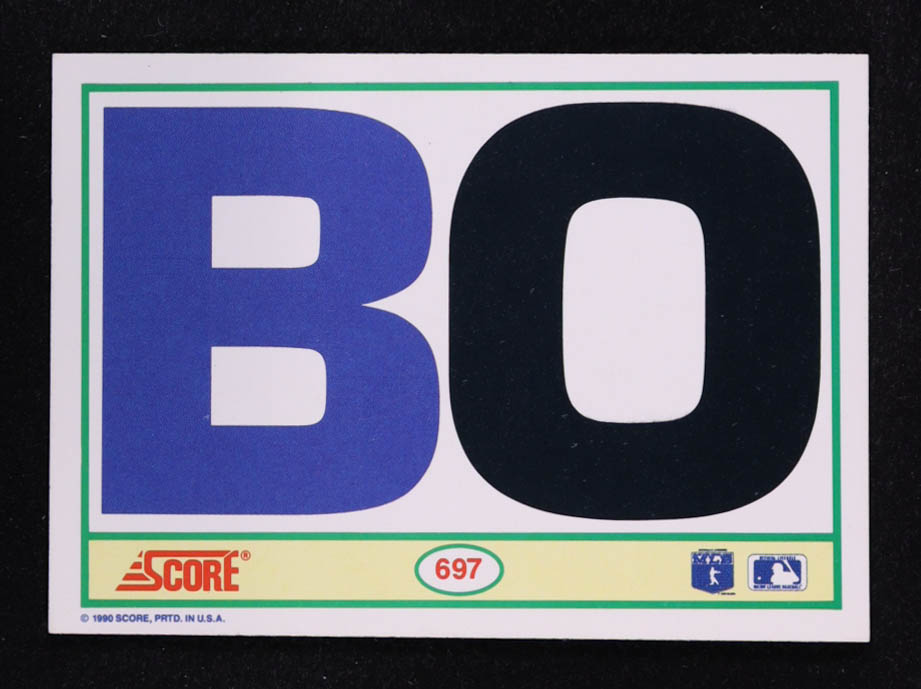 BO
SCORE®
697
© 1990 SCORE, PRTD. IN U.S.A.